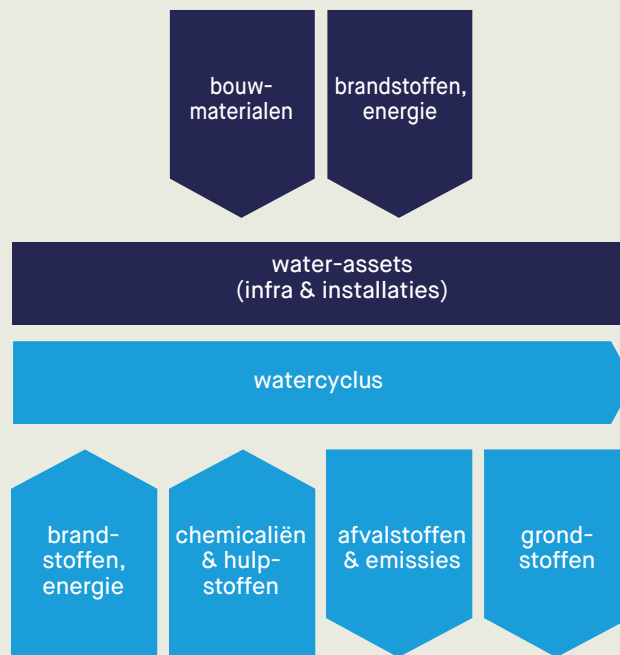 bouw-
materialen
brandstoffen,
energie
water-assets
(infra & installaties)
watercyclus
brand-
stoffen,
energie
chemicaliën
& hulp-
stoffen
afvalstoffen
& emissies
grond-
stoffen